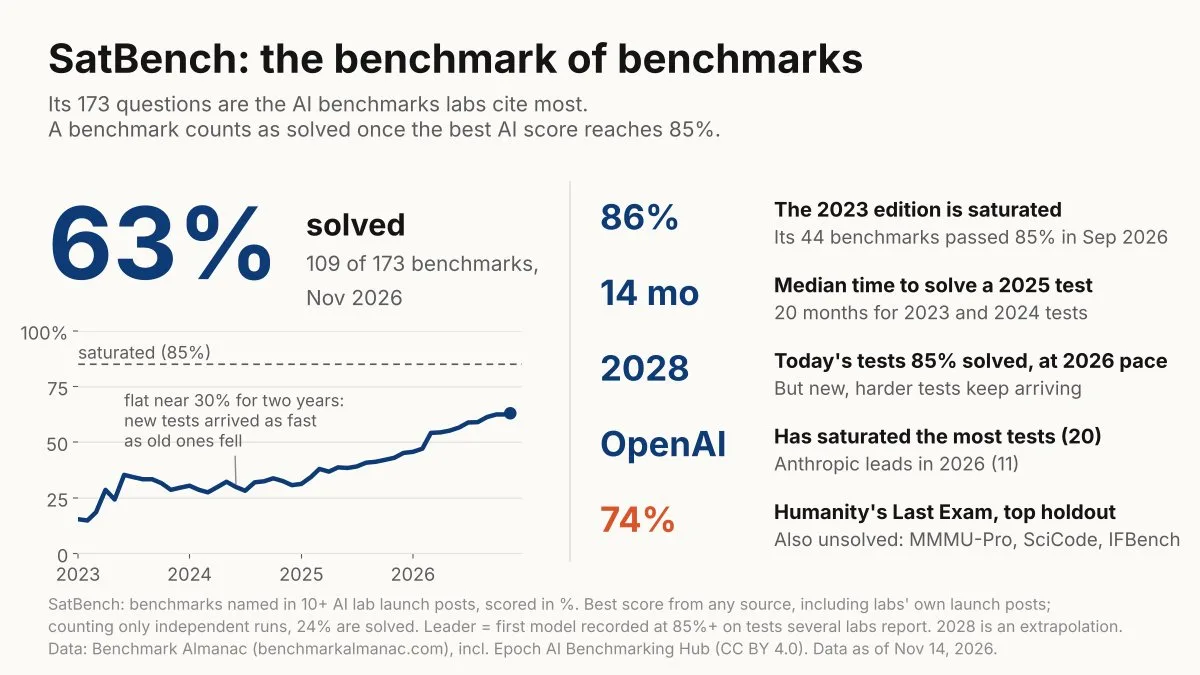 SatBench: the benchmark of benchmarks
Its 173 questions are the AI benchmarks labs cite most.
A benchmark counts as solved once the best AI score reaches 85%.
63%
solved
109 of 173 benchmarks,
Nov 2026
100%
saturated (85%)
75
flat near 30% for two years:
new tests arrived as fast
as old ones fell
50
25
0
2023
2024
2025
2026
86%
The 2023 edition is saturated
Its 44 benchmarks passed 85% in Sep 2026
14 mo
Median time to solve a 2025 test
20 months for 2023 and 2024 tests
2028
Today's tests 85% solved, at 2026 pace
But new, harder tests keep arriving
OpenAI
Has saturated the most tests (20)
Anthropic leads in 2026 (11)
74%
Humanity's Last Exam, top holdout
Also unsolved: MMMU-Pro, SciCode, IFBench
SatBench: benchmarks named in 10+ AI lab launch posts, scored in %. Best score from any source, including labs' own launch posts;
counting only independent runs, 24% are solved. Leader = first model recorded at 85%+ on tests several labs report. 2028 is an extrapolation.
Data: Benchmark Almanac (benchmarkalmanac.com), incl. Epoch AI Benchmarking Hub (CC BY 4.0). Data as of Nov 14, 2026.